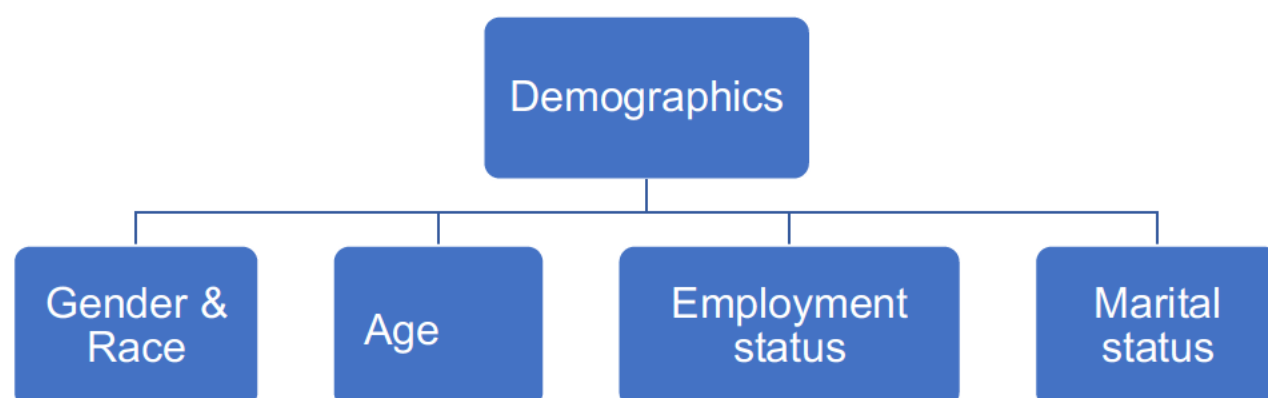 Demographics
Gender &
Race
Age
Employment
status
Marital
status